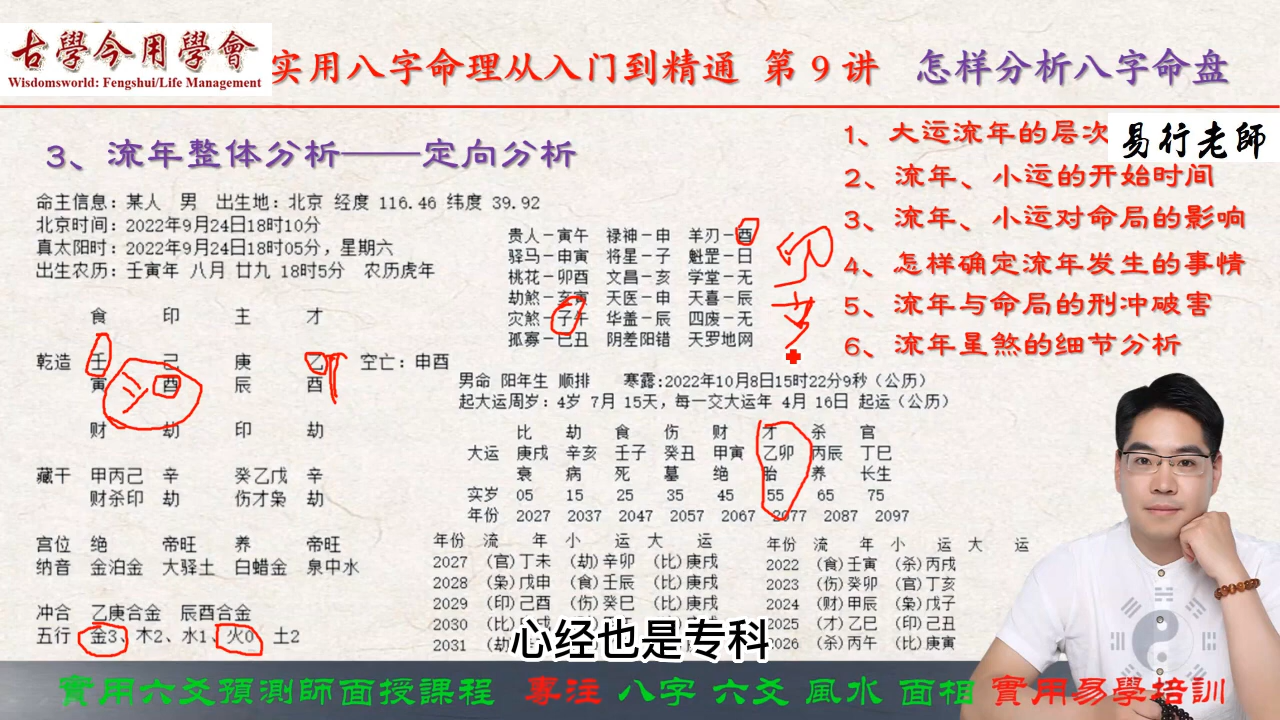 古學今用學會
Wisdomsworld: Fengshui/Life Management
实用八字命理从入门到精通 第9讲 怎样分析八字命盘
易行老師
3、流年整体分析——定向分析
1、大运流年的层次
2、流年、小运的开始时间
3、流年、小运对命局的影响
4、怎样确定流年发生的事情
5、流年与命局的刑冲破害
6、流年星煞的细节分析
命主信息：某人 男 出生地：北京 经度 116.46 纬度 39.92
北京时间：2022年9月24日18时10分
真太阳时：2022年9月24日18时05分，星期六
出生农历：壬寅年 八月 廿九 18时5分 农历虎年
食 印 主 才
乾造 壬 己 庚 乙 空亡：申酉
寅 酉 辰 酉
财 劫 印 劫
藏干 甲丙己 辛 癸乙戊 辛
财杀印 劫 伤才枭 劫
宫位 绝 帝旺 养 帝旺
纳音 金泊金 大驿土 白蜡金 泉中水
冲合 乙庚合金 辰酉合金
五行 金3、木2、水1、火0、土2
贵人－寅午 禄神－申 羊刃－酉
驿马－申寅 将星－子 魁罡－日
桃花－卯酉 文昌－亥 学堂－无
劫煞－亥寅 天医－申 天喜－辰
灾煞－子午 华盖－辰 四废－无
孤寡－巳丑 阴差阳错 天罗地网
卯
男命 阳年生 顺排 寒露:2022年10月8日15时22分9秒（公历）
起大运周岁：4岁 7月 15天，每一交大运年 4月 16日 起运（公历）
比 劫 食 伤 财 才 杀 官
大运 庚戌 辛亥 壬子 癸丑 甲寅 乙卯 丙辰 丁巳
衰 病 死 墓 绝 胎 养 长生
实岁 05 15 25 35 45 55 65 75
年份 2027 2037 2047 2057 2067 2077 2087 2097
年份 流 年 小 运 大 运
2027 （官）丁未 （劫）辛卯 （比）庚戌
2028 （枭）戊申 （食）壬辰 （比）庚戌
2029 （印）己酉 （伤）癸巳 （比）庚戌
2030 （比）
2031 （劫）
年份 流 年 小 运 大 运
2022 （食）壬寅 （杀）丙戌
2023 （伤）癸卯 （官）丁亥
2024 （财）甲辰 （枭）戊子
2025 （才）乙巳 （印）己丑
2026 （杀）丙午 （比）庚寅
心经也是专科
實用六爻預測師面授課程 專注 八字 六爻 風水 面相 實用易學培訓